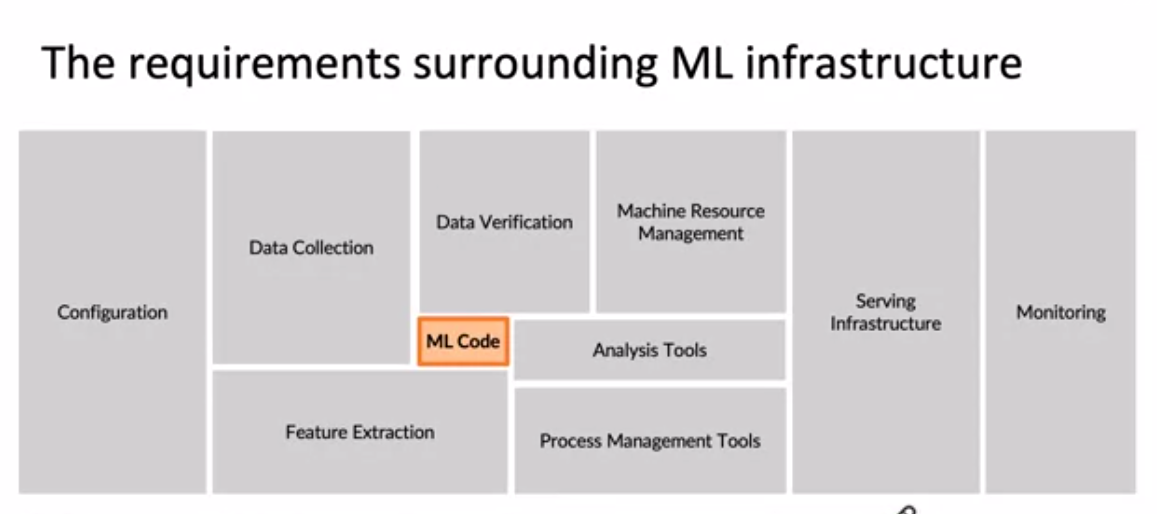 The requirements surrounding ML infrastructure
Configuration
Data Collection
Data Verification
Machine Resource
Management
ML Code
Analysis Tools
Feature Extraction
Process Management Tools
Serving
Infrastructure
Monitoring